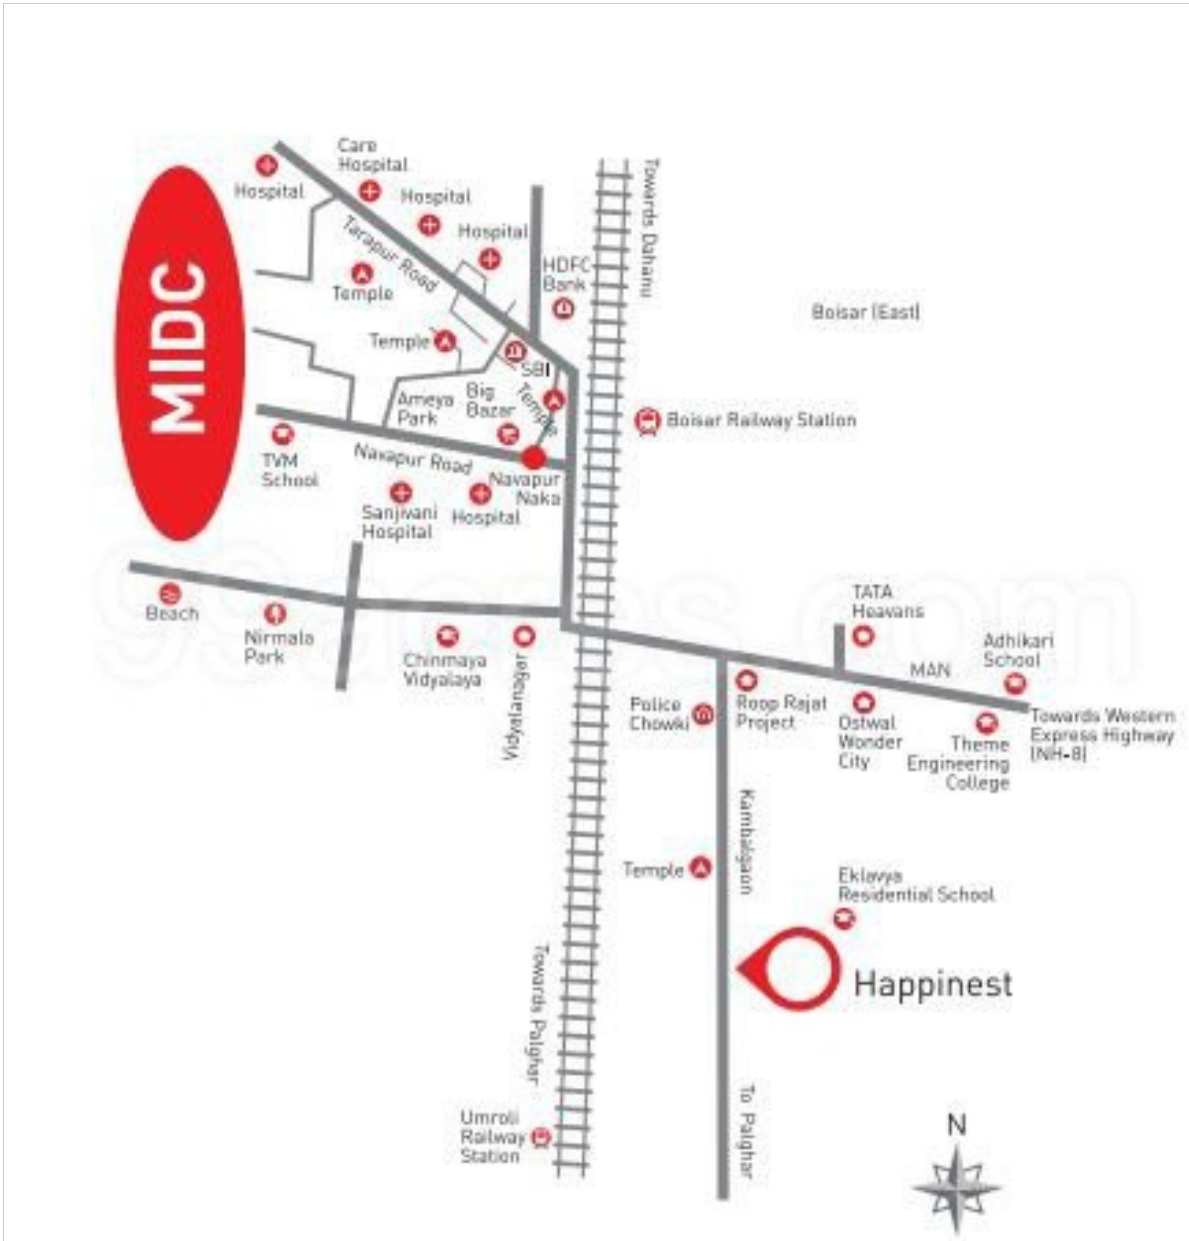 Care
Hospital
Hospital
Hospital
Hospital
Tarapur Road
Temple
HDFC
Bank
Towards Dahanu
Boisar (East)
MIDC
Temple
SBI
Temple
Ameya
Park
Big
Bazar
Boisar Railway Station
TVM
School
Navapur Road
Navapur
Naka
Sanjivani
Hospital
Hospital
99acres.com
Beach
Nirmala
Park
Chinmaya
Vidyalaya
Vidyalanagar
TATA
Heavans
Adhikari
School
MAN
Police
Chowki
Roop Rajat
Project
Ostwal
Wonder
City
Theme
Engineering
College
Towards Western
Express Highway
(NH-8)
Kambalgaon
Temple
Eklavya
Residential School
Happinest
Towards Palghar
To Palghar
Umroli
Railway
Station
N